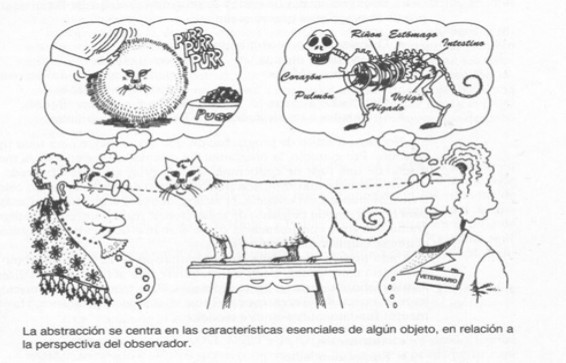 PURR
PURR
PURR
Puss
Riñon Estómago
Intestino
Corazón
Pulmón
Hígado
Vejiga
VETERINARIO
La abstracción se centra en las características esenciales de algún objeto, en relación a
la perspectiva del observador.